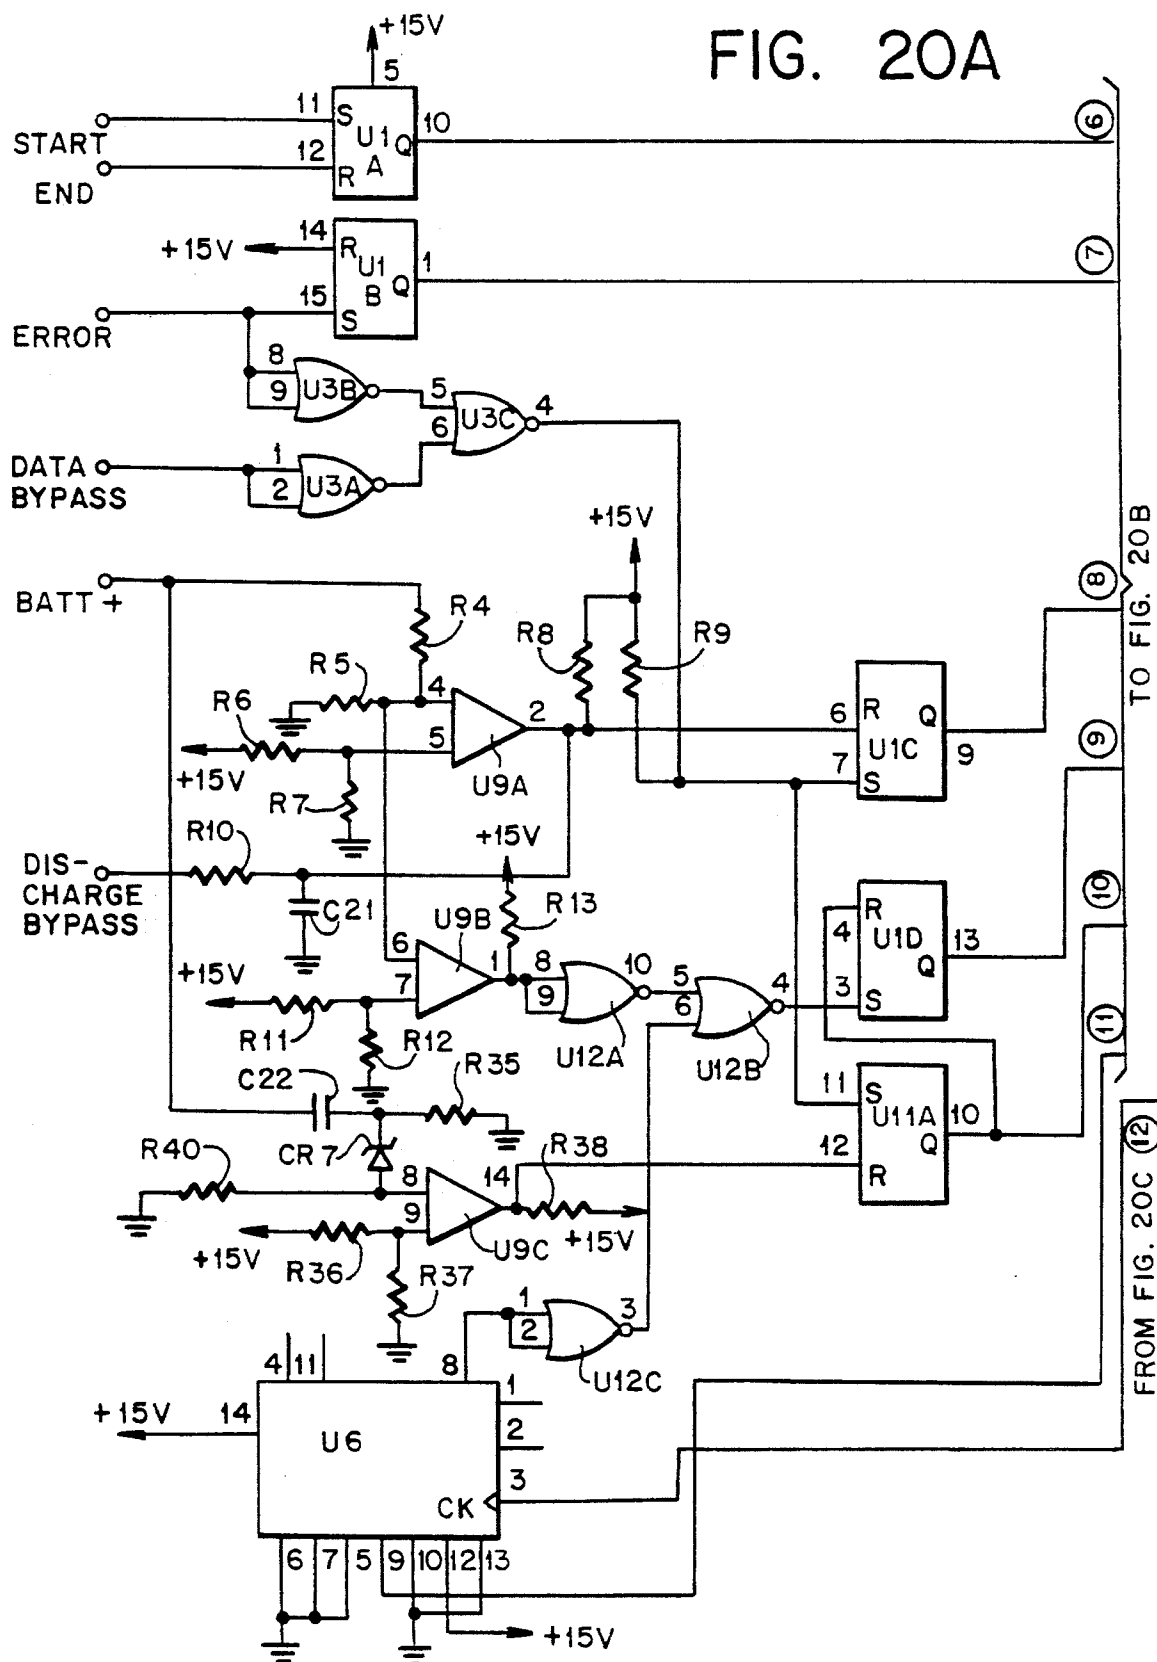 FIG. 20A
+15V
5
11
S
U1
10
START
12
A
Q
R
END
6
+15V
14
R
U1
1
B
Q
15
S
ERROR
7
8
9
U3B
5
6
U3C
4
DATA
BYPASS
1
2
U3A
+15V
BATT +
R4
R8
R9
8
TO FIG. 20B
R5
R6
4
2
5
U9A
+15V
R7
6
R
Q
U1C
9
7
S
9
R10
DIS-
CHARGE
BYPASS
C21
+15V
R13
U9B
6
1
7
8
9
10
U12A
5
6
4
U12B
R
4
U1D
13
Q
3
S
10
+15V
R11
R12
11
C22
R35
CR7
R40
8
14
9
U9C
R38
+15V
11
S
U11A
10
Q
12
R
12
FROM FIG. 20C
+15V
R36
R37
1
2
3
U12C
4
11
8
+15V
14
U6
1
2
3
CK
6
7
5
9
10
12
13
+15V